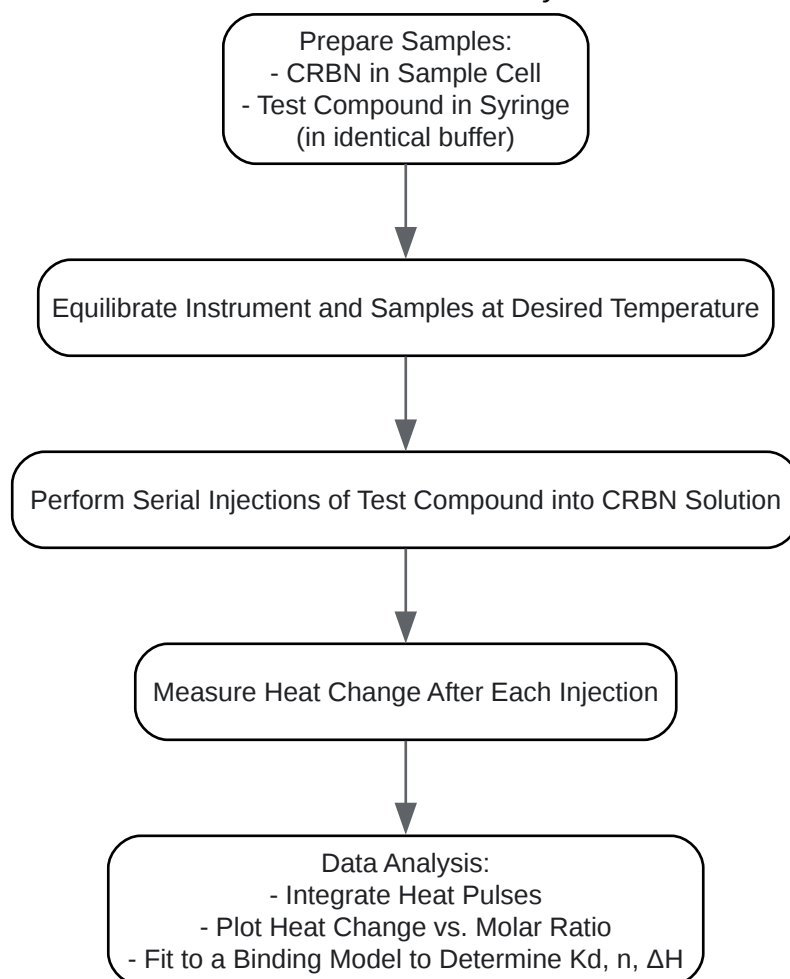 Prepare Samples:
- CRBN in Sample Cell
- Test Compound in Syringe
(in identical buffer)
Equilibrate Instrument and Samples at Desired Temperature
Perform Serial Injections of Test Compound into CRBN Solution
Measure Heat Change After Each Injection
Data Analysis:
- Integrate Heat Pulses
- Plot Heat Change vs. Molar Ratio
- Fit to a Binding Model to Determine Kd, n, ΔH